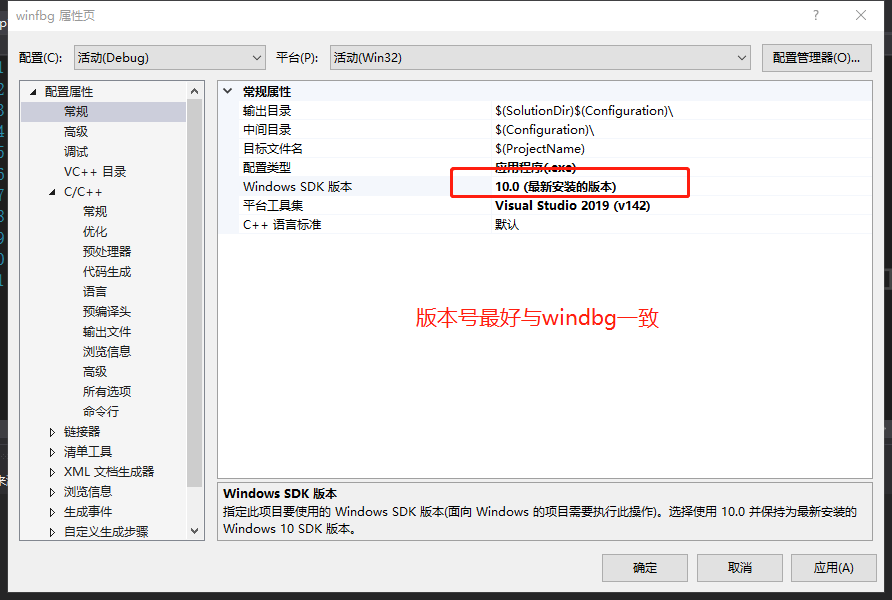 winfbg 属性页
配置(C): 活动(Debug) 平台(P): 活动(Win32) 配置管理器(O)...
配置属性
常规
高级
调试
VC++ 目录
C/C++
常规
优化
预处理器
代码生成
语言
预编译头
输出文件
浏览信息
高级
所有选项
命令行
链接器
清单工具
XML 文档生成器
浏览信息
生成事件
自定义生成步骤
常规属性
输出目录 $(SolutionDir)$(Configuration)\
中间目录 $(Configuration)\
目标文件名 $(ProjectName)
配置类型 应用程序(.exe)
Windows SDK 版本 10.0 (最新安装的版本)
平台工具集 Visual Studio 2019 (v142)
C++ 语言标准 默认
版本号最好与windbg一致
Windows SDK 版本
指定此项目要使用的 Windows SDK 版本(面向 Windows 的项目需要执行此操作)。选择使用 10.0 并保持为最新安装的
Windows 10 SDK 版本。
确定 取消 应用(A)